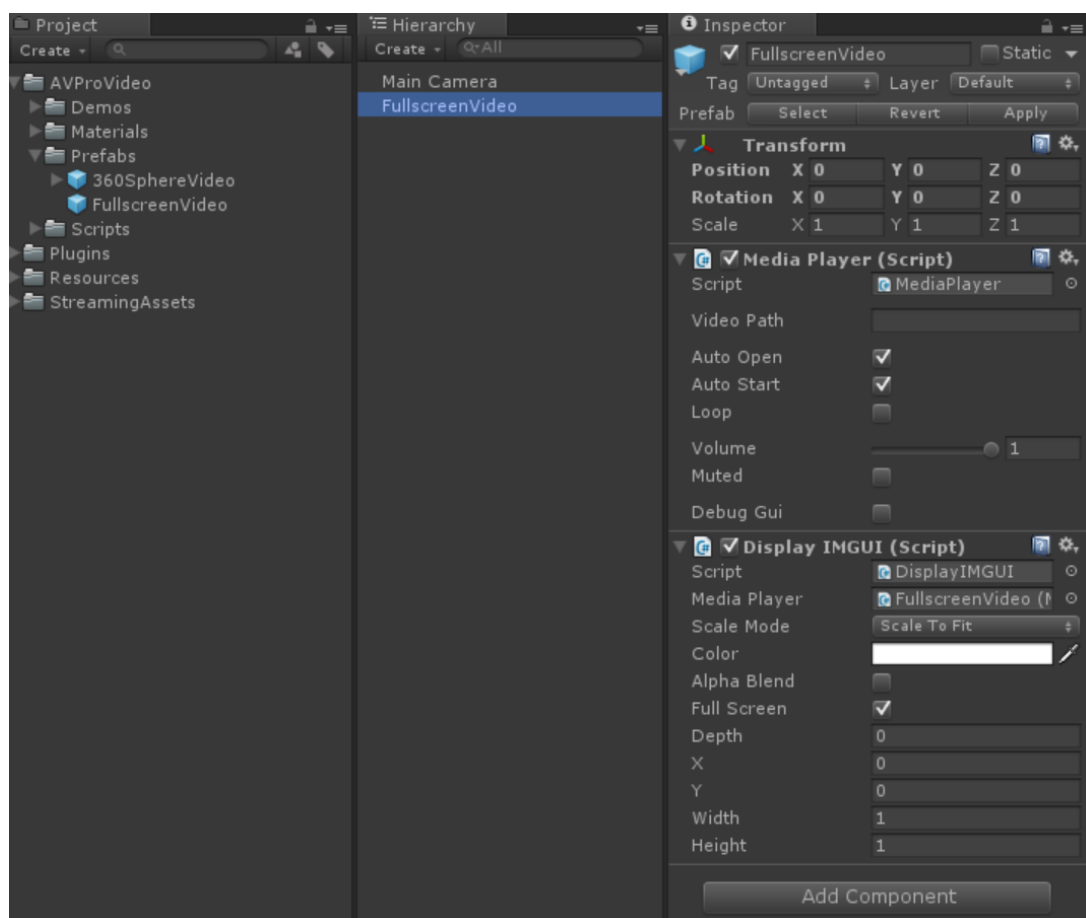 Project
Create
AVProVideo
Demos
Materials
Prefabs
360SphereVideo
FullscreenVideo
Scripts
Plugins
Resources
StreamingAssets
Hierarchy
Create All
Main Camera
FullscreenVideo
Inspector
FullscreenVideo Static
Tag Untagged Layer Default
Prefab Select Revert Apply
Transform
Position X 0 Y 0 Z 0
Rotation X 0 Y 0 Z 0
Scale X 1 Y 1 Z 1
Media Player (Script)
Script MediaPlayer
Video Path
Auto Open
Auto Start
Loop
Volume 1
Muted
Debug Gui
Display IMGUI (Script)
Script DisplayIMGUI
Media Player FullscreenVideo (
Scale Mode Scale To Fit
Color
Alpha Blend
Full Screen
Depth 0
X 0
Y 0
Width 1
Height 1
Add Component